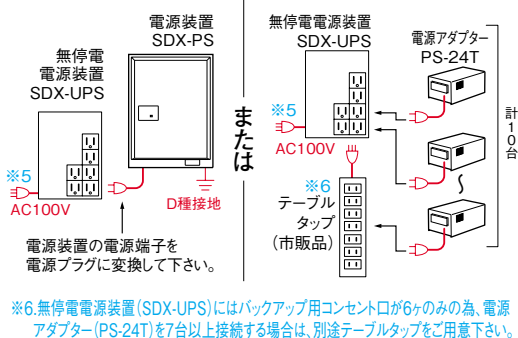 電源装置
SDX-PS
無停電
電源装置
SDX-UPS
※5
AC100V
D種接地
電源装置の電源端子を
電源プラグに変換して下さい。
または
無停電電源装置
SDX-UPS
※5
AC100V
※6
テーブル
タップ
(市販品)
電源アダプター
PS-24T
計10台
※6.無停電電源装置(SDX-UPS)にはバックアップ用コンセント口が6ヶのみの為、電源
アダプター(PS-24T)を7台以上接続する場合は、別途テーブルタップをご用意下さい。